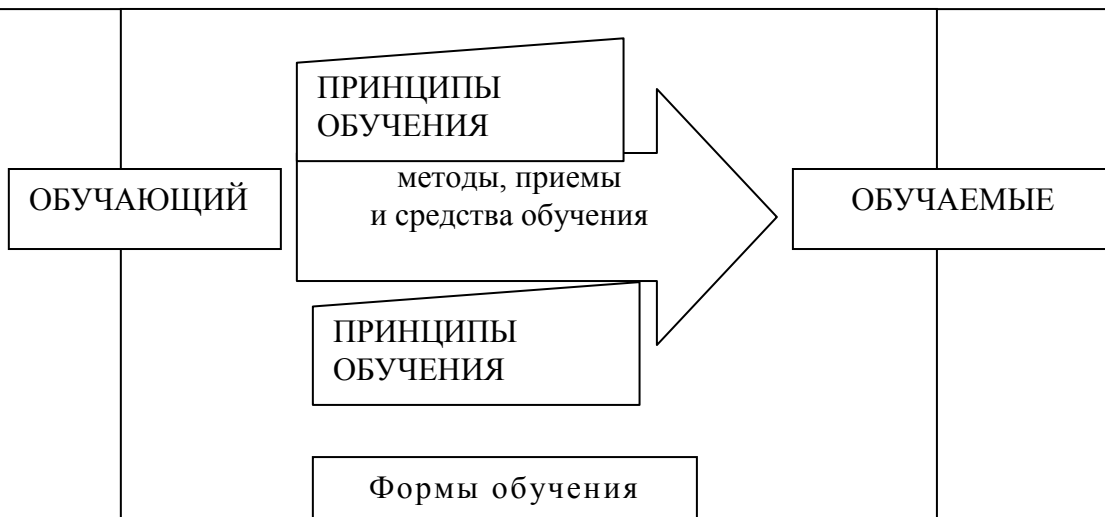 ПРИНЦИПЫ
ОБУЧЕНИЯ
методы, приемы
и средства обучения
ОБУЧАЮЩИЙ
ОБУЧАЕМЫЕ
ПРИНЦИПЫ
ОБУЧЕНИЯ
Формы обучения